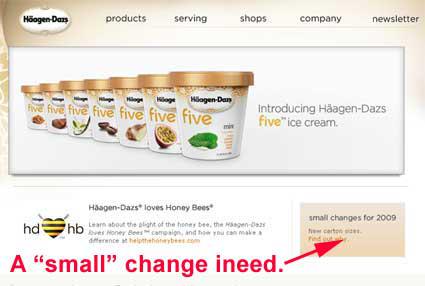 Häagen-Dazs
products serving shops company newsletter
Häagen-Dazs
five five five five five five five
mint
Introducing Häagen-Dazs
five™ ice cream.
Häagen-Dazs® loves Honey Bees®
hd hb
Learn about the plight of the honey bee, the Häagen-Dazs
loves Honey Bees™ campaign, and how you can make a
difference at helpthehoneybees.com
small changes for 2009
New carton sizes.
Find out why
A “small” change ineed.